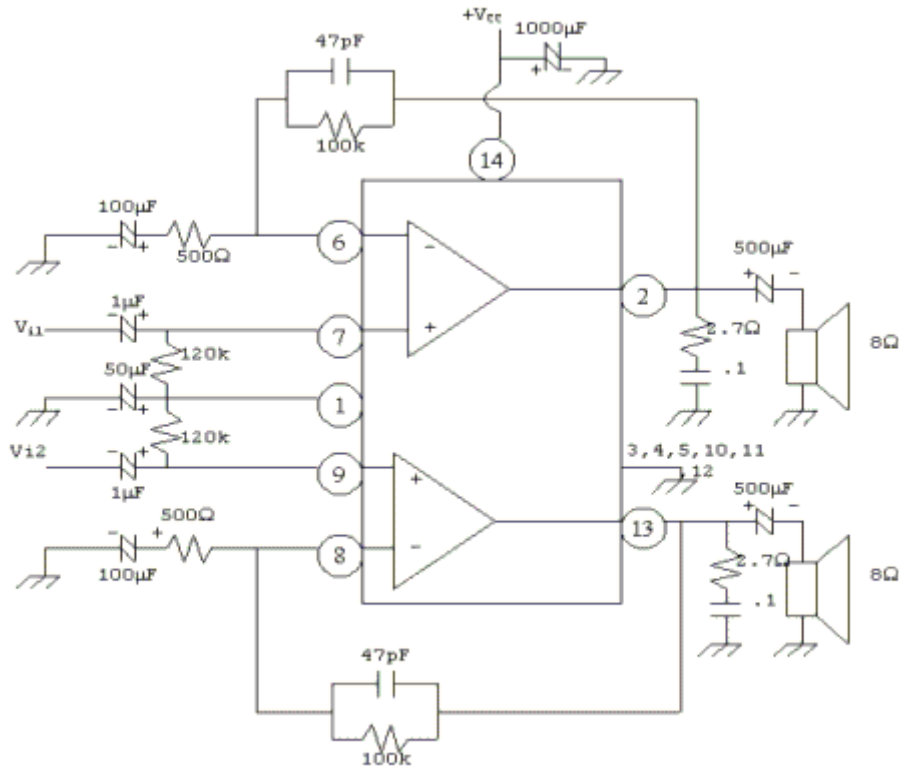 +Vcc
1000µF
+ -
47pF
100k
14
100µF
- +
500Ω
6
-
500µF
+ -
2
1µF
- +
Vi1
7
+
2.7Ω
8Ω
120k
.1
50µF
- +
1
120k
Vi2
- +
1µF
9
+
3,4,5,10,11
12
500µF
+ -
500Ω
- +
100µF
8
-
13
2.7Ω
8Ω
.1
47pF
100k